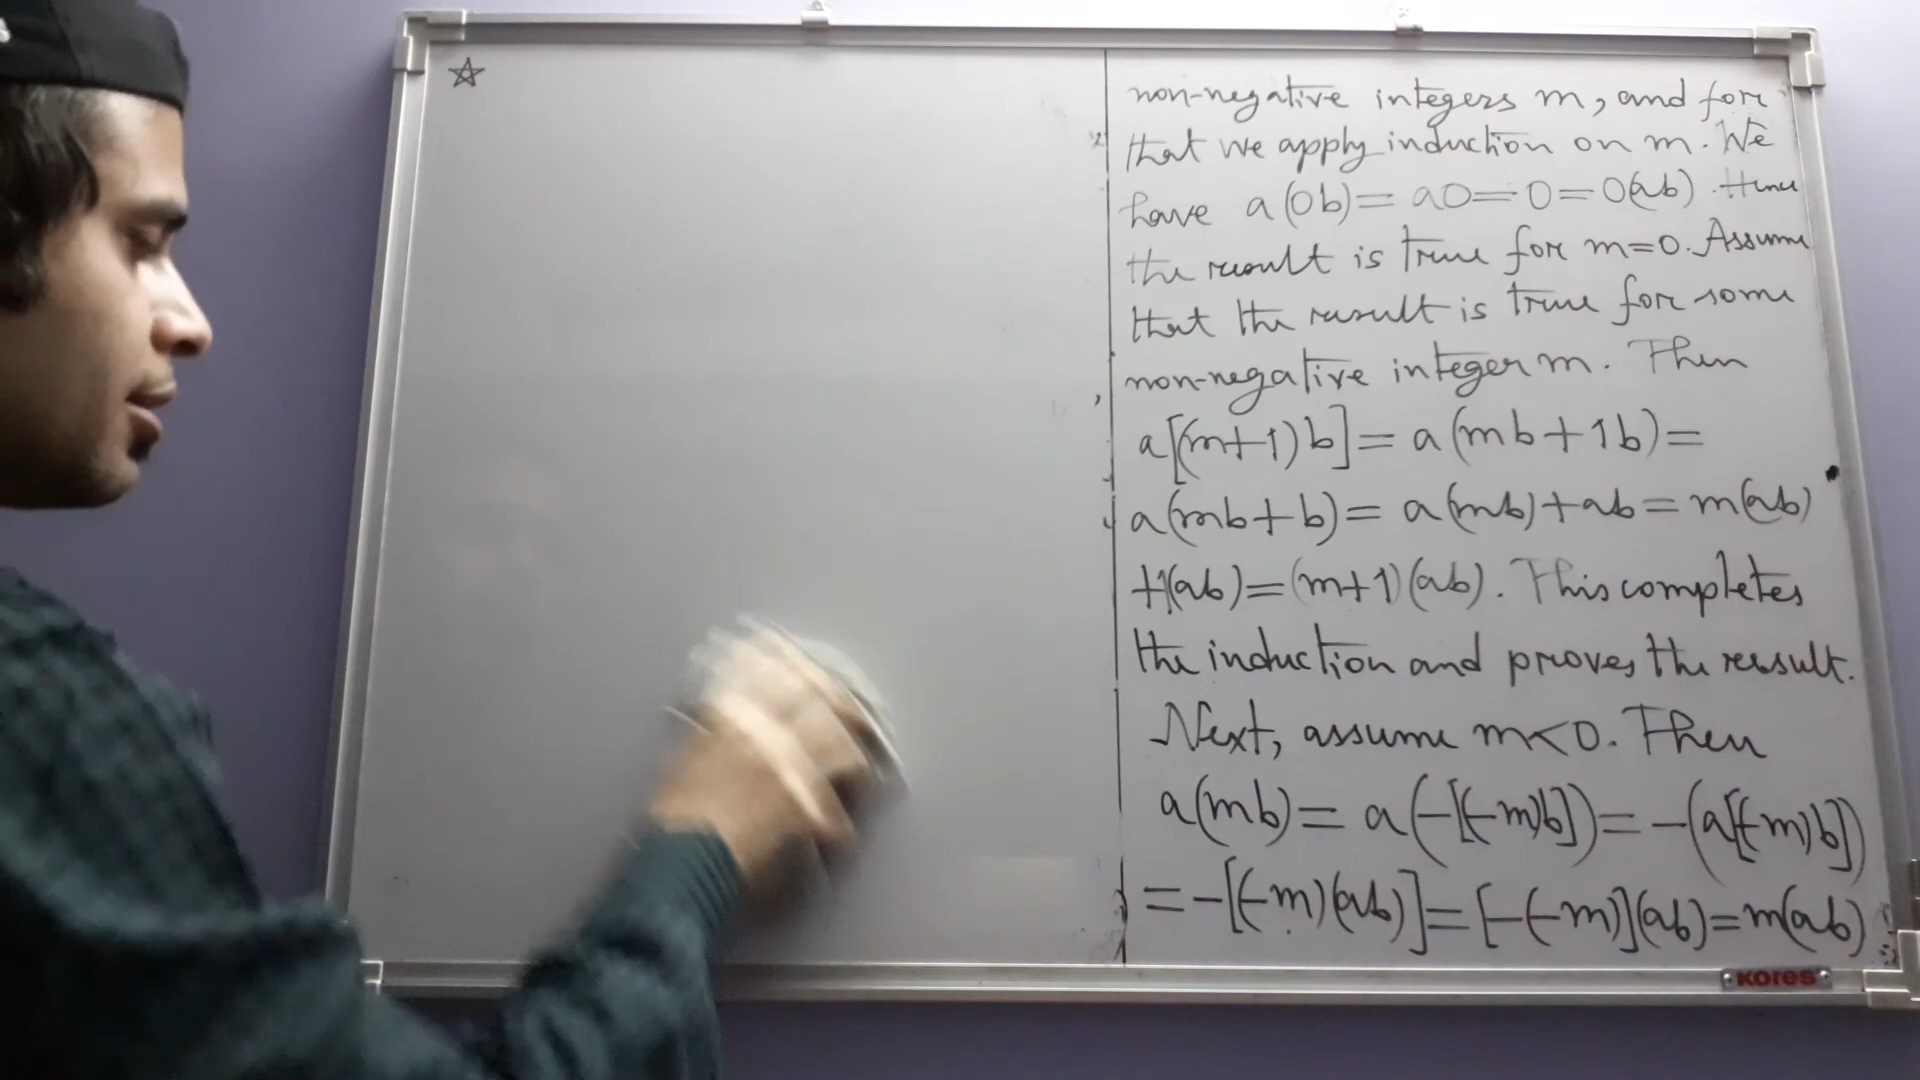 non-negative integers m, and for
that we apply induction on m. We
have a(0b)=a0=0=0(ab). Hence
the result is true for m=0. Assume
that the result is true for some
non-negative integer m. Then
a[(m+1)b]=a(mb+1b)=
a(mb+b)=a(mb)+ab=m(ab)
+1(ab)=(m+1)(ab). This completes
the induction and proves the result.
Next, assume m<0. Then
a(mb)=a(-[(-m)b])=-(a[(-m)b])
=-[(-m)(ab)]=[-(-m)](ab)=m(ab)
KORES